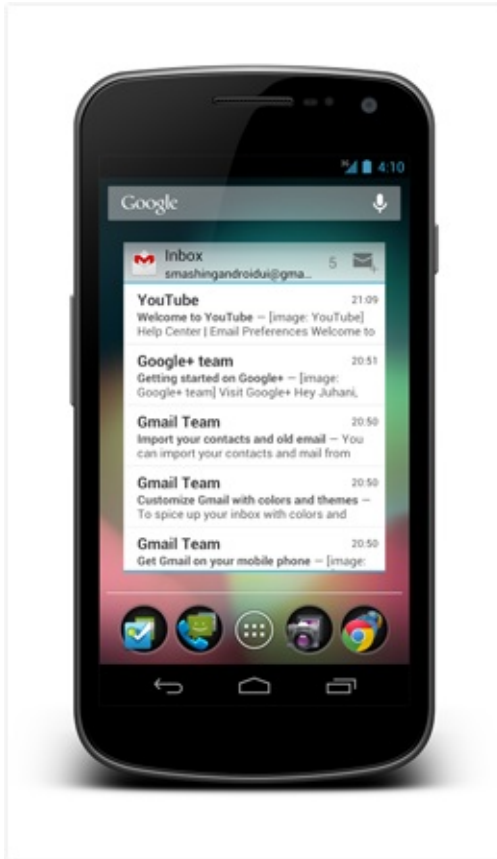 3G 4:10
Google
Inbox
smashingandroidui@gma...
5
YouTube 21:09
Welcome to YouTube — [image: YouTube]
Help Center | Email Preferences Welcome to
Google+ team 20:51
Getting started on Google+ — [image:
Google+ team] Visit Google+ Hey Juhani,
Gmail Team 20:50
Import your contacts and old email — You
can import your contacts and mail from
Gmail Team 20:50
Customize Gmail with colors and themes —
To spice up your inbox with colors and
Gmail Team 20:50
Get Gmail on your mobile phone — [image: